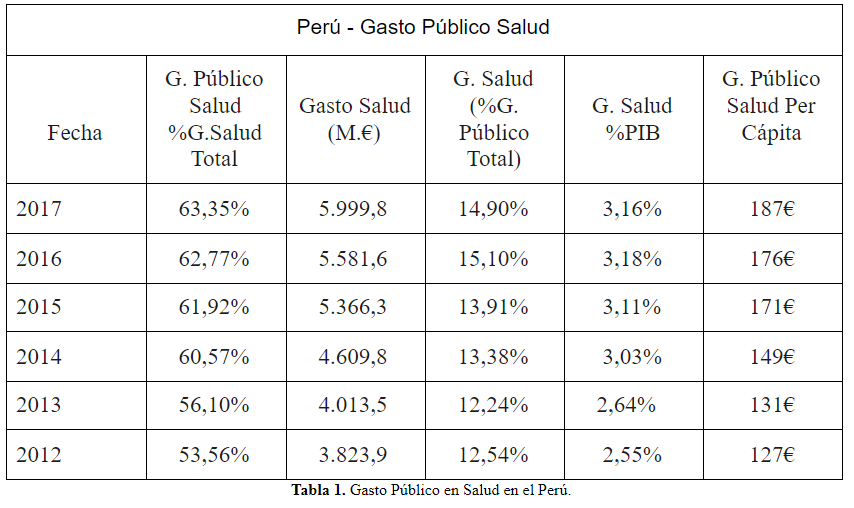 Perú - Gasto Público Salud
Fecha
G. Público
Salud
%G.Salud
Total
Gasto Salud
(M.€)
G. Salud
(%G.
Público
Total)
G. Salud
%PIB
G. Público
Salud Per
Cápita
2017 63,35% 5.999,8 14,90% 3,16% 187€
2016 62,77% 5.581,6 15,10% 3,18% 176€
2015 61,92% 5.366,3 13,91% 3,11% 171€
2014 60,57% 4.609,8 13,38% 3,03% 149€
2013 56,10% 4.013,5 12,24% 2,64% 131€
2012 53,56% 3.823,9 12,54% 2,55% 127€
Tabla 1. Gasto Público en Salud en el Perú.